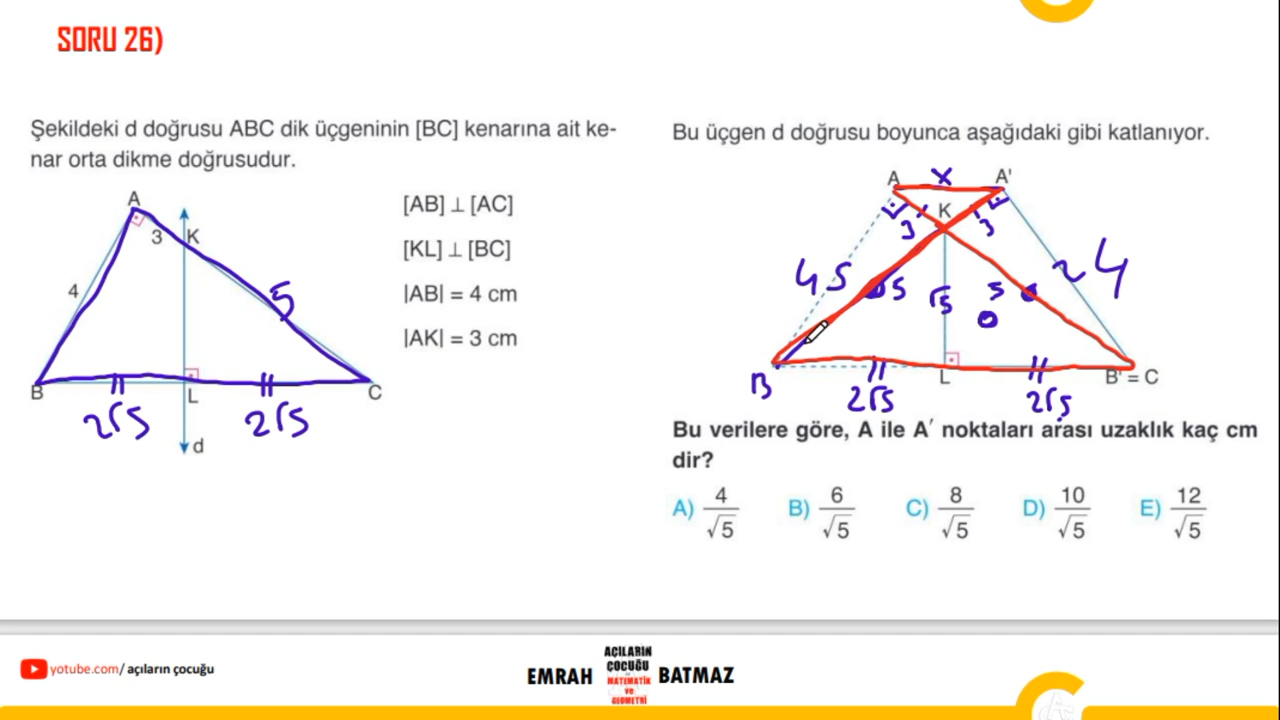 SORU 26)
Şekildeki d doğrusu ABC dik üçgeninin [BC] kenarına ait ke-
nar orta dikme doğrusudur.
A
3
K
4
5
B
L
C
2√5
2√5
d
[AB] ⊥ [AC]
[KL] ⊥ [BC]
|AB| = 4 cm
|AK| = 3 cm
Bu üçgen d doğrusu boyunca aşağıdaki gibi katlanıyor.
A
x
A'
K
3
3
4
5
5
√5
5
4
B
L
B' = C
2√5
2√5
Bu verilere göre, A ile A' noktaları arası uzaklık kaç cm
dir?
A) 4/√5 B) 6/√5 C) 8/√5 D) 10/√5 E) 12/√5
yotube.com/ açıların çocuğu
EMRAH
AÇILARIN
ÇOCUĞU
MATEMATİK
ve
GEOMETRİ
BATMAZ